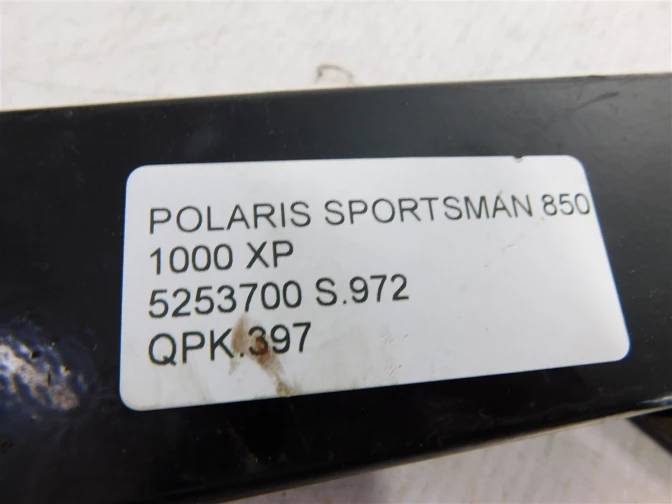 POLARIS SPORTSMAN 850
1000 XP
5253700 S.972
QPK.397